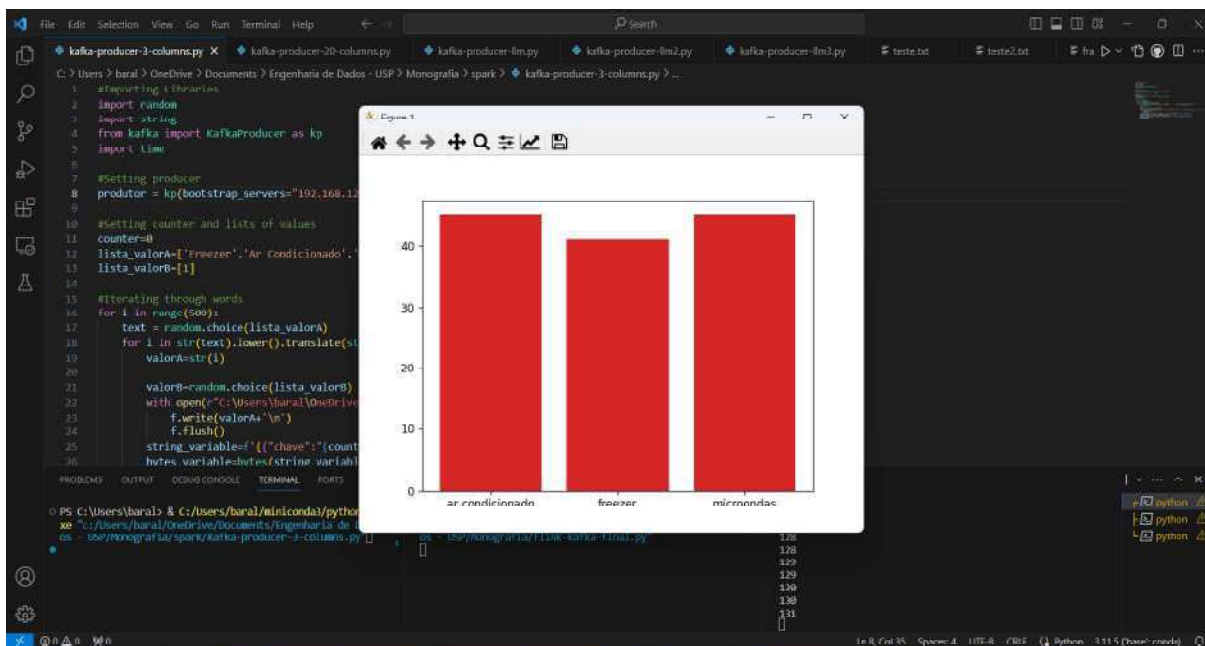 File Edit Selection View Go Run Terminal Help
Search
kafka-producer-3-columns.py
kafka-producer-20-columns.py
kafka-producer-llm.py
kafka-producer-llm2.py
kafka-producer-llm3.py
teste.txt
teste2.txt
fra
C: > Users > baral > OneDrive > Documents > Engenharia de Dados - USP > Monografia > spark > kafka-producer-3-columns.py > ...
1 #Importing Libraries
2 import random
3 import string
4 from kafka import KafkaProducer as kp
5 import time
6
7 #Setting producer
8 produtor = kp(bootstrap_servers="192.168.12
9
10 #Setting counter and lists of values
11 counter=0
12 lista_valorA=['Freezer','Ar Condicionado','
13 lista_valorB=[1]
14
15 #Iterating through words
16 for i in range(500):
17 text = random.choice(lista_valorA)
18 for i in str(text).lower().translate(st
19 valorA=str(i)
20
21 valorB=random.choice(lista_valorB)
22 with open(r"C:\Users\baral\OneDrive
23 f.write(valorA+'\n')
24 f.flush()
25 string_variable=f'{{"chave":"{count
26 bytes_variable=bytes(string_variabl
Figure 1
40
30
20
10
0
ar condicionado freezer microondas
PROBLEMS OUTPUT DEBUG CONSOLE TERMINAL PORTS
PS C:\Users\baral> & C:/Users/baral/miniconda3/python
xe "c:/Users/baral/OneDrive/Documents/Engenharia de D
os - USP/Monografia/spark/kafka-producer-3-columns.py
os - USP/Monografia/flink-kafka-final.py"
128
128
129
129
130
131
python
python
python
0 0 0
Ln 8, Col 35 Spaces: 4 UTF-8 CRLF Python 3.11.5 ('base': conda)